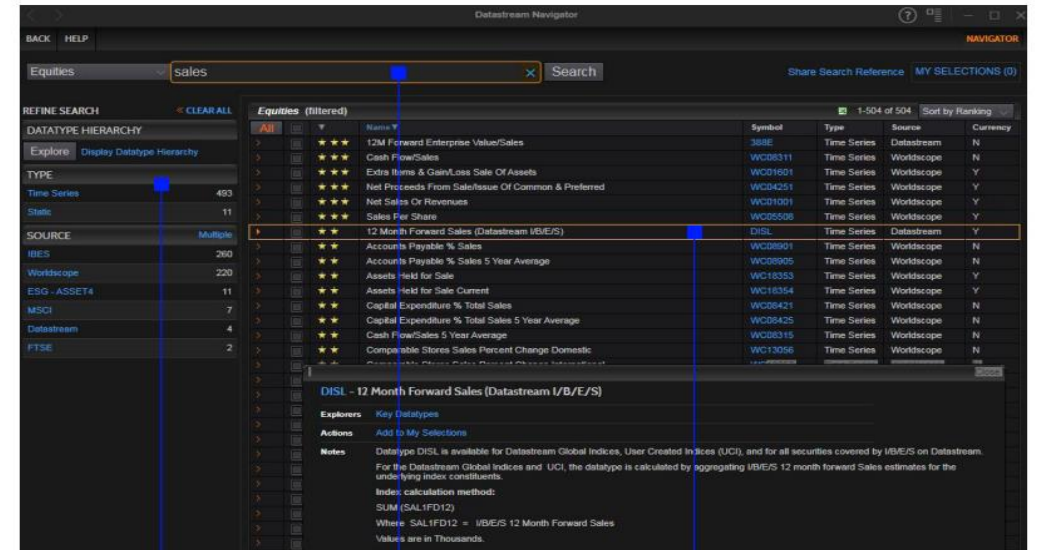 Datastream Navigator
BACK HELP
NAVIGATOR
Equities sales Search
Share Search Reference MY SELECTIONS (0)
REFINE SEARCH CLEAR ALL
DATATYPE HIERARCHY
Explore Display Datatype Hierarchy
TYPE
Time Series 493
Static 11
SOURCE Multiple
IBES 260
Worldscope 220
ESG - ASSET4 11
MSCI 7
Datastream 4
FTSE 2
Equities (filtered) 1-504 of 504 Sort by Ranking
All Name Symbol Type Source Currency
12M Forward Enterprise Value/Sales 388E Time Series Datastream N
Cash Flow/Sales WC08311 Time Series Worldscope N
Extra Items & Gain/Loss Sale Of Assets WC01601 Time Series Worldscope Y
Net Proceeds From Sale/Issue Of Common & Preferred WC04251 Time Series Worldscope Y
Net Sales Or Revenues WC01001 Time Series Worldscope Y
Sales Per Share WC05508 Time Series Worldscope Y
12 Month Forward Sales (Datastream I/B/E/S) DISL Time Series Datastream Y
Accounts Payable % Sales WC08901 Time Series Worldscope N
Accounts Payable % Sales 5 Year Average WC08905 Time Series Worldscope N
Assets Held for Sale WC18353 Time Series Worldscope Y
Assets Held for Sale Current WC18354 Time Series Worldscope Y
Capital Expenditure % Total Sales WC08421 Time Series Worldscope N
Capital Expenditure % Total Sales 5 Year Average WC08425 Time Series Worldscope N
Cash Flow/Sales 5 Year Average WC08315 Time Series Worldscope N
Comparable Stores Sales Percent Change Domestic WC13056 Time Series Worldscope N
Close
DISL - 12 Month Forward Sales (Datastream I/B/E/S)
Explorers Key Datatypes
Actions Add to My Selections
Notes Datatype DISL is available for Datastream Global Indices, User Created Indices (UCI), and for all securities covered by I/B/E/S on Datastream.
For the Datastream Global Indices and UCI, the datatype is calculated by aggregating I/B/E/S 12 month forward Sales estimates for the
underlying index constituents.
Index calculation method:
SUM (SAL1FD12)
Where SAL1FD12 = I/B/E/S 12 Month Forward Sales
Values are in Thousands.